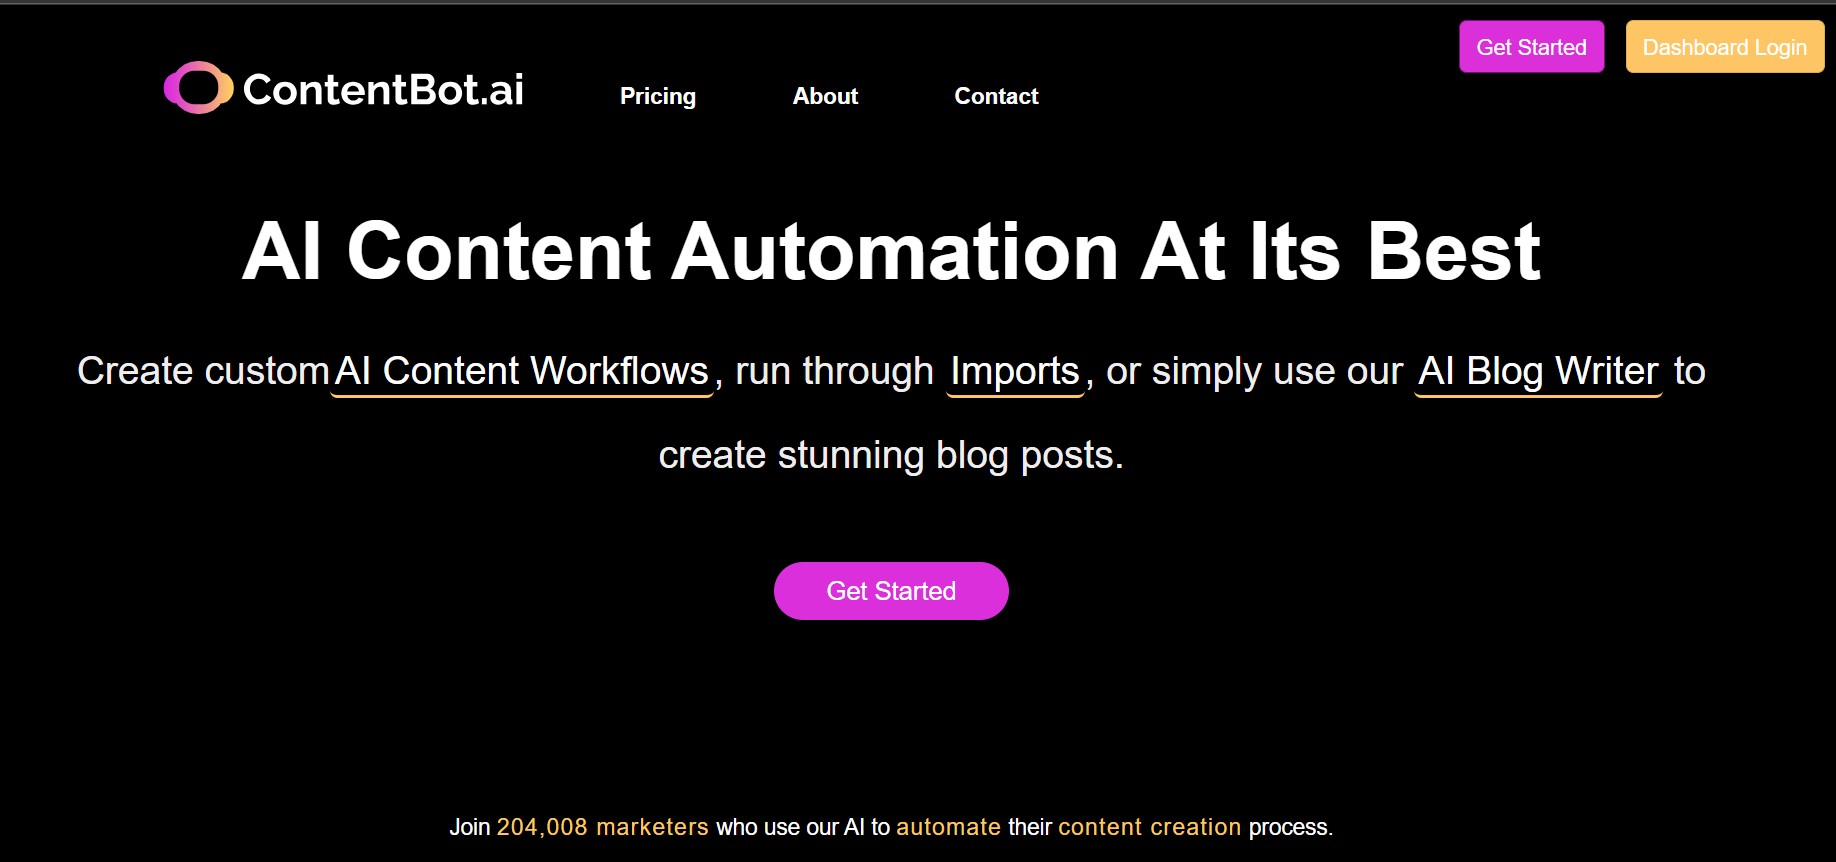 Get Started
Dashboard Login
ContentBot.ai
Pricing
About
Contact
AI Content Automation At Its Best
Create custom AI Content Workflows, run through Imports, or simply use our AI Blog Writer to
create stunning blog posts.
Get Started
Join 204,008 marketers who use our AI to automate their content creation process.